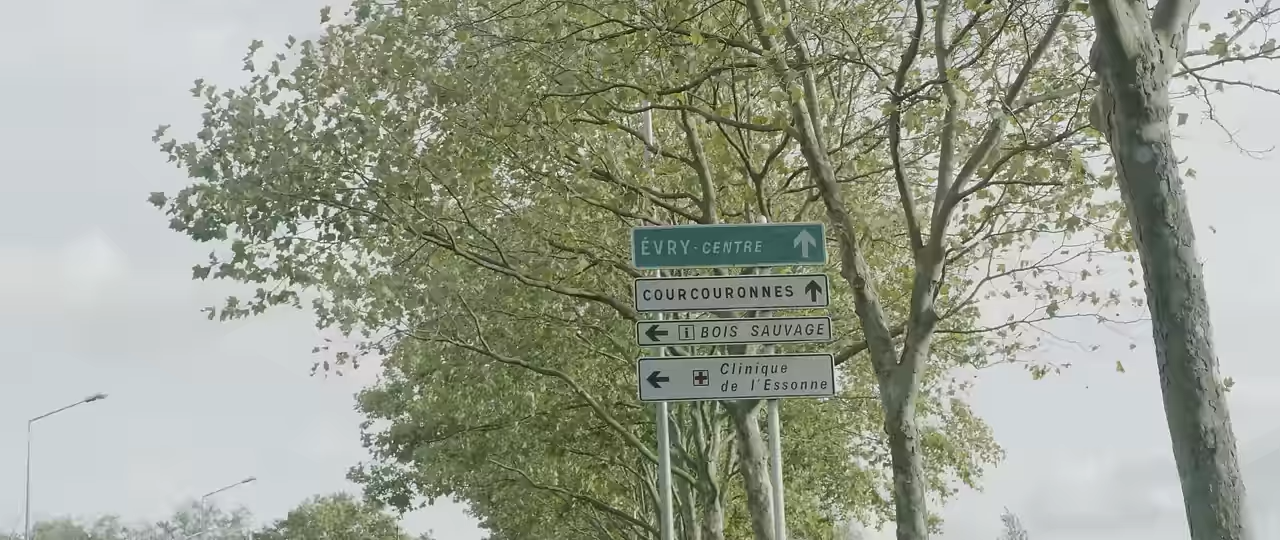 ÉVRY-CENTRE
COURCOURONNES
i BOIS SAUVAGE
Clinique
de l'Essonne